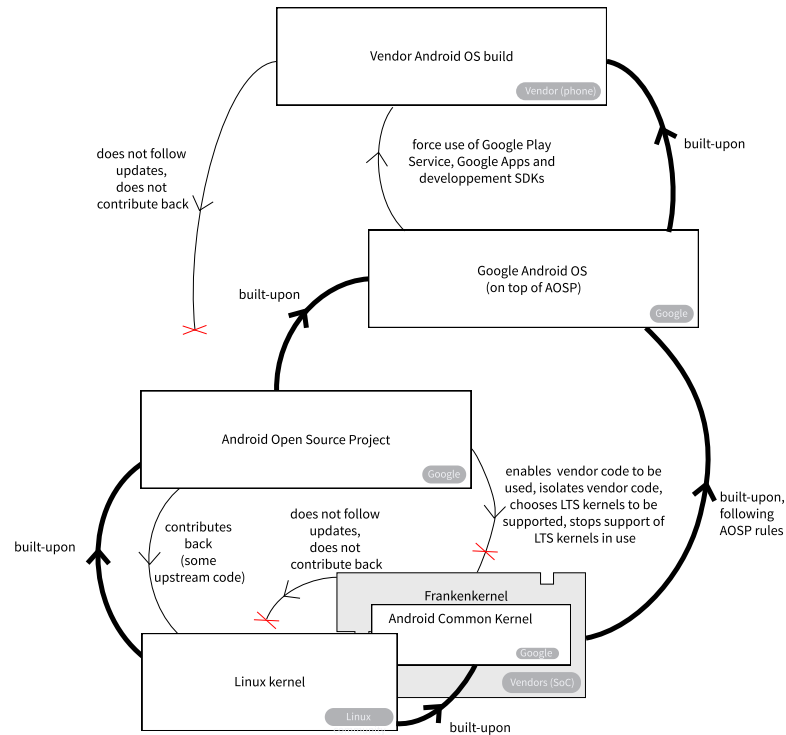 Vendor Android OS build
Vendor (phone)
does not follow
updates,
does not
contribute back
force use of Google Play
Service, Google Apps and
developpement SDKs
built-upon
Google Android OS
(on top of AOSP)
Google
built-upon
Android Open Source Project
Google
enables vendor code to be
used, isolates vendor code,
chooses LTS kernels to be
supported, stops support of
LTS kernels in use
built-upon,
following
AOSP rules
does not follow
updates,
does not
contribute back
contributes
back
(some
upstream code)
built-upon
Frankenkernel
Android Common Kernel
Google
Vendors (SoC)
Linux kernel
Linux
built-upon